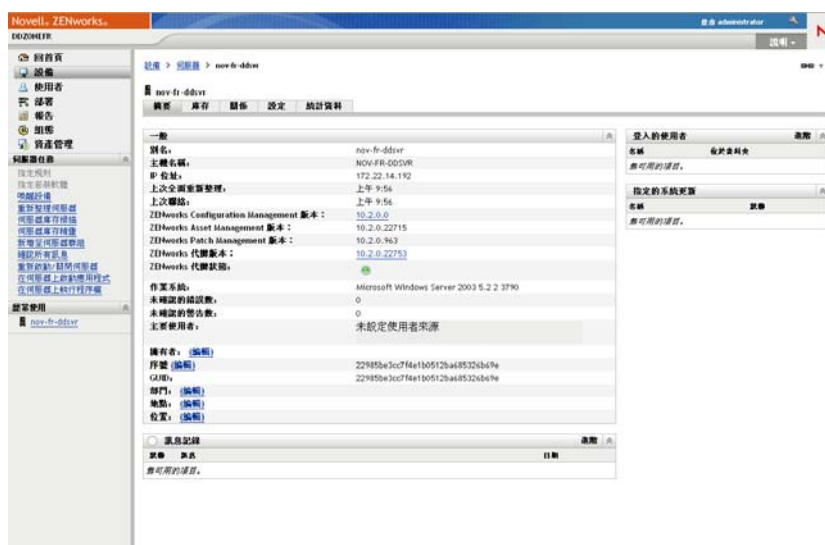 Novell® ZENworks®
登出 administrator
DDZONEFR
說明
回首頁
設備
使用者
部署
報告
組態
資產管理
伺服器任務
指定規則
指定套裝軟體
喚醒設備
重新整理伺服器
伺服器庫存掃描
伺服器庫存精靈
新增至伺服器群組
確認所有訊息
重新啟動/關閉伺服器
在伺服器上啟動應用程式
在伺服器上執行程序檔
經常使用
nov-fr-ddsvr
設備 > 伺服器 > nov-fr-ddsvr
nov-fr-ddsvr
摘要 庫存 關係 設定 統計資料
一般
別名： nov-fr-ddsvr
主機名稱： NOV-FR-DDSVR
IP 位址： 172.22.14.192
上次全面重新整理： 上午 9:56
上次聯絡： 上午 9:56
ZENworks Configuration Management 版本： 10.2.0.0
ZENworks Asset Management 版本： 10.2.0.22715
ZENworks Patch Management 版本： 10.2.0.963
ZENworks 代辦版本： 10.2.0.22753
ZENworks 代辦狀態：
作業系統： Microsoft Windows Server 2003 5.2 2 3790
未確認的錯誤數： 0
未確認的警告數： 0
主要使用者： 未設定使用者來源
擁有者： (編輯)
序號 (編輯) 22985be3cc7f4e1b0512ba685326b69e
GUID： 22985be3cc7f4e1b0512ba685326b69e
部門： (編輯)
地點： (編輯)
位置： (編輯)
訊息記錄 進階
狀態 訊息 日期
無可用的項目。
登入的使用者 進階
名稱 位於資料夾
無可用的項目。
指定的系統更新
名稱 狀態
無可用的項目。